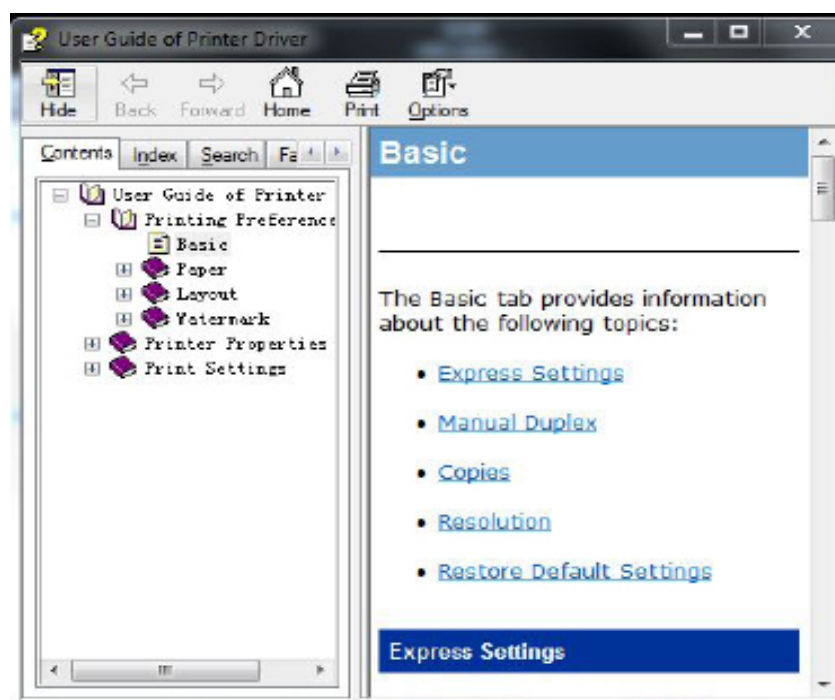 User Guide of Printer Driver
Hide Back Forward Home Print Options
Contents Index Search Fa
User Guide of Printer
Printing Preference
Basic
Paper
Layout
Watermark
Printer Properties
Print Settings
Basic
The Basic tab provides information
about the following topics:
• Express Settings
• Manual Duplex
• Copies
• Resolution
• Restore Default Settings
Express Settings